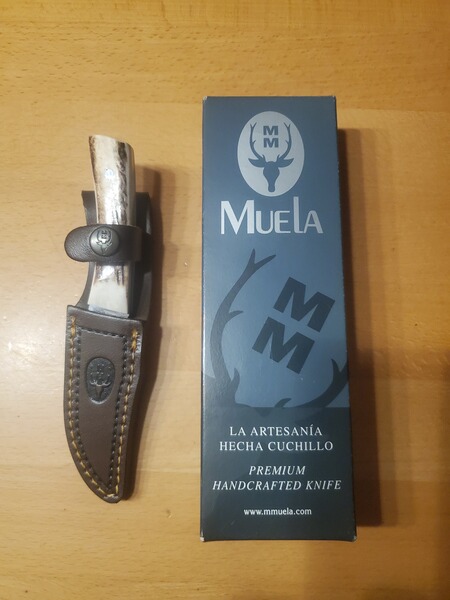 MM
MUELA
MM
LA ARTESANÍA
HECHA CUCHILLO
PREMIUM
HANDCRAFTED KNIFE
www.mmuela.com